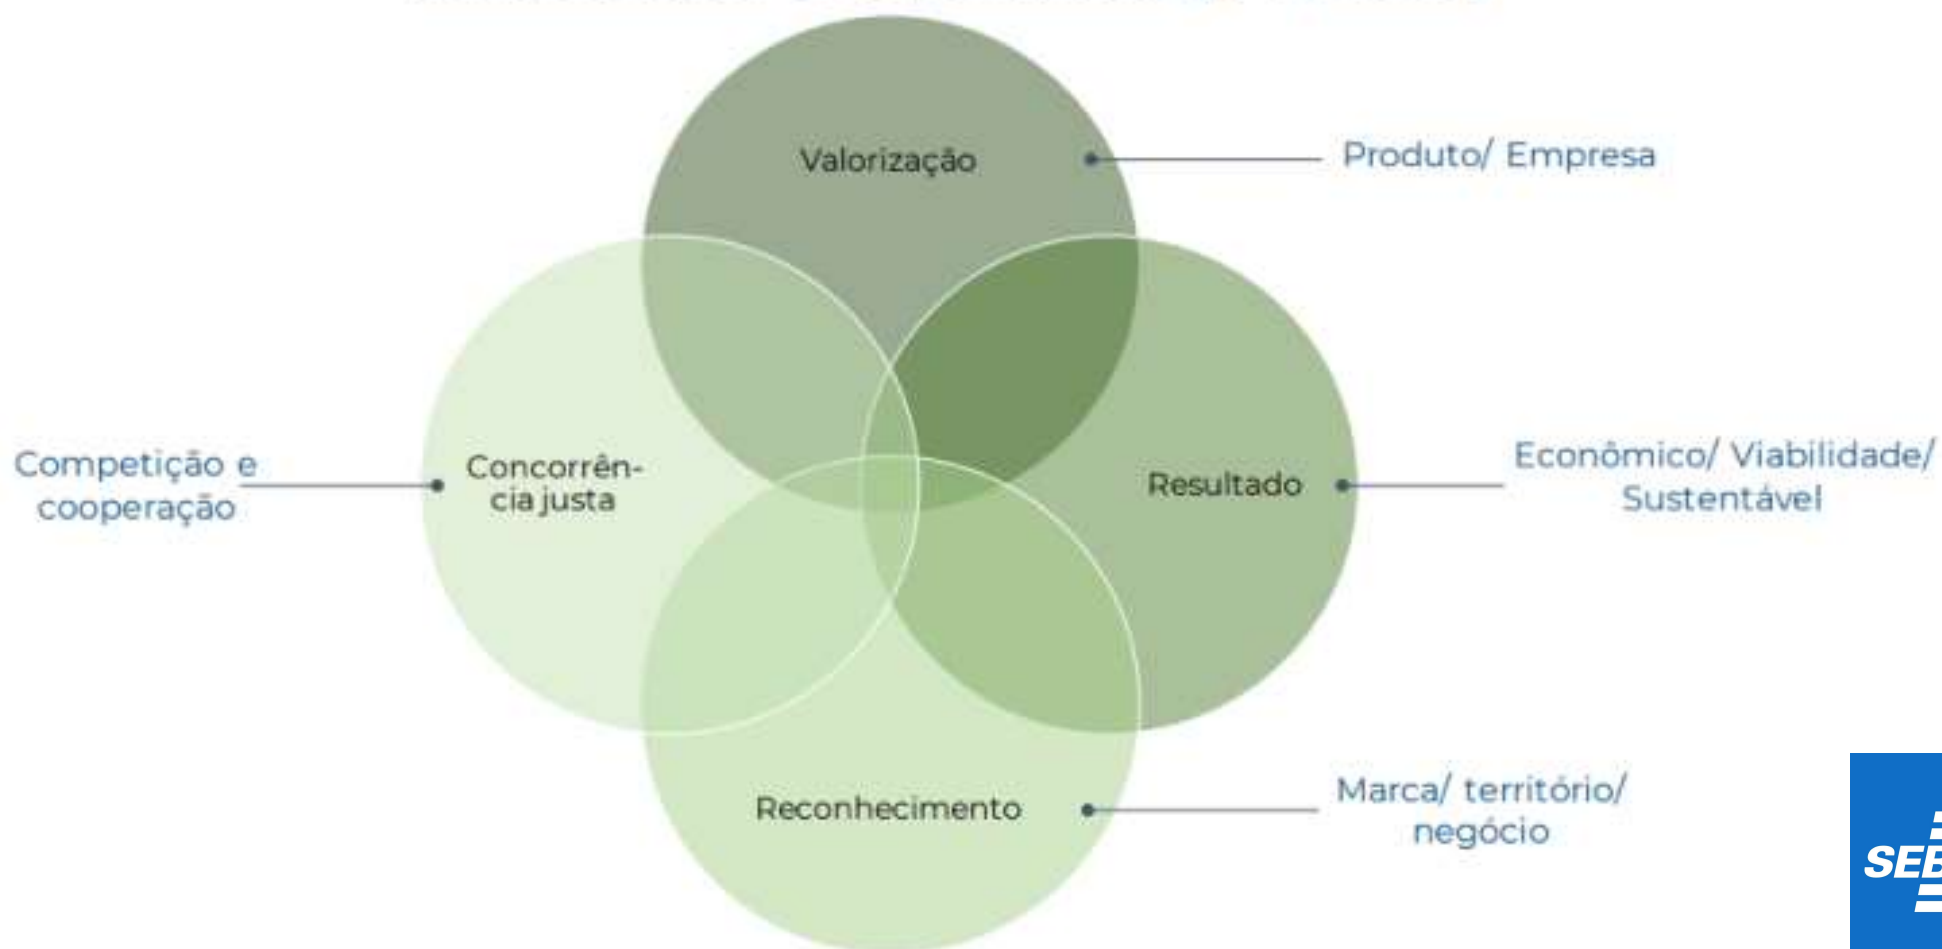 Valorização
Produto/ Empresa
Competição e
cooperação
Concorrên-
cia justa
Resultado
Econômico/ Viabilidade/
Sustentável
Reconhecimento
Marca/ território/
negócio